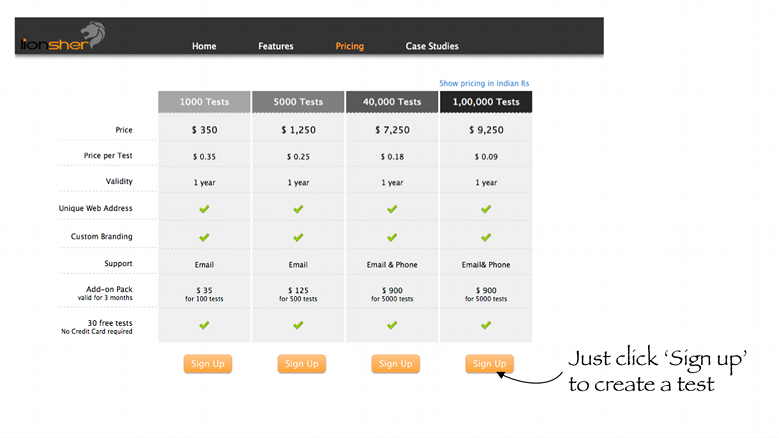 lionsher
Home Features Pricing Case Studies
Show pricing in Indian Rs
1000 Tests 5000 Tests 40,000 Tests 1,00,000 Tests
Price $ 350 $ 1,250 $ 7,250 $ 9,250
Price per Test $ 0.35 $ 0.25 $ 0.18 $ 0.09
Validity 1 year 1 year 1 year 1 year
Unique Web Address
Custom Branding
Support Email Email Email & Phone Email& Phone
Add-on Pack $ 35 $ 125 $ 900 $ 900
valid for 3 months for 100 tests for 500 tests for 5000 tests for 5000 tests
30 free tests
No Credit Card required
Sign Up Sign Up Sign Up Sign Up
Just click ‘Sign up’
to create a test